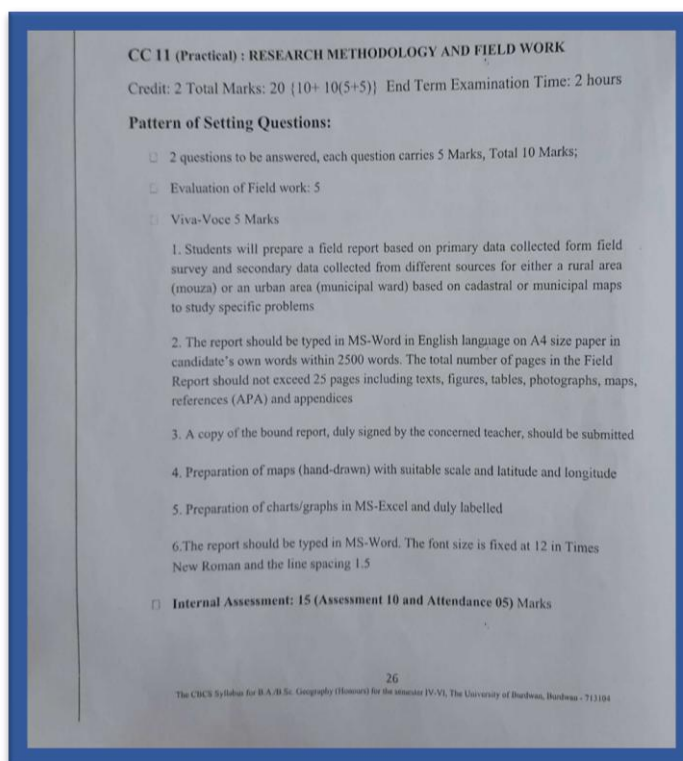 CC 11 (Practical) : RESEARCH METHODOLOGY AND FIELD WORK
Credit: 2 Total Marks: 20 {10+ 10(5+5)} End Term Examination Time: 2 hours
Pattern of Setting Questions:
2 questions to be answered, each question carries 5 Marks, Total 10 Marks;
Evaluation of Field work: 5
Viva-Voce 5 Marks
1. Students will prepare a field report based on primary data collected form field
survey and secondary data collected from different sources for either a rural area
(mouza) or an urban area (municipal ward) based on cadastral or municipal maps
to study specific problems
2. The report should be typed in MS-Word in English language on A4 size paper in
candidate's own words within 2500 words. The total number of pages in the Field
Report should not exceed 25 pages including texts, figures, tables, photographs, maps,
references (APA) and appendices
3. A copy of the bound report, duly signed by the concerned teacher, should be submitted
4. Preparation of maps (hand-drawn) with suitable scale and latitude and longitude
5. Preparation of charts/graphs in MS-Excel and duly labelled
6.The report should be typed in MS-Word. The font size is fixed at 12 in Times
New Roman and the line spacing 1.5
Internal Assessment: 15 (Assessment 10 and Attendance 05) Marks
26
The CBCS Syllabus for B.A./B.Sc. Geography (Honours) for the semester IV-VI, The University of Burdwan, Burdwan - 713104